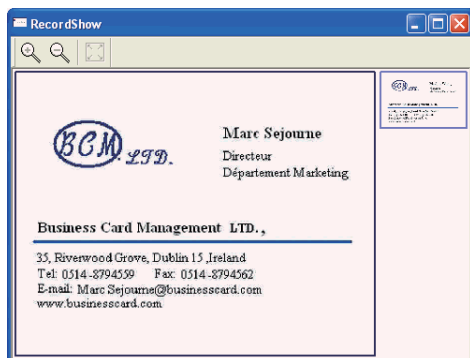 RecordShow
BCM. LTD.
Marc Sejourne
Directeur
Département Marketing
Business Card Management LTD.,
35, Riverwood Grove, Dublin 15 ,Ireland
Tel: 0514-8794559 Fax: 0514-8794562
E-mail: Marc Sejourne@businesscard.com
www.businesscard.com